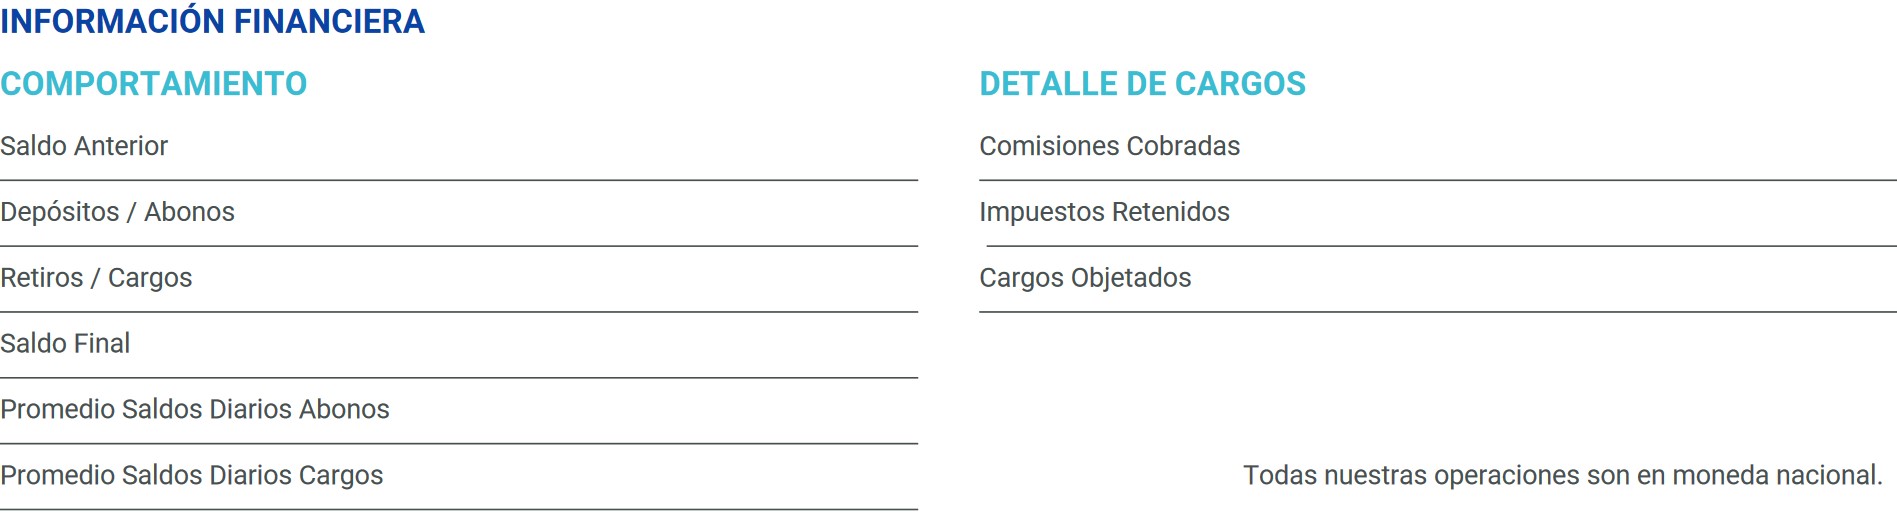 INFORMACIÓN FINANCIERA
COMPORTAMIENTO
Saldo Anterior
Depósitos / Abonos
Retiros / Cargos
Saldo Final
Promedio Saldos Diarios Abonos
Promedio Saldos Diarios Cargos
DETALLE DE CARGOS
Comisiones Cobradas
Impuestos Retenidos
Cargos Objetados
Todas nuestras operaciones son en moneda nacional.